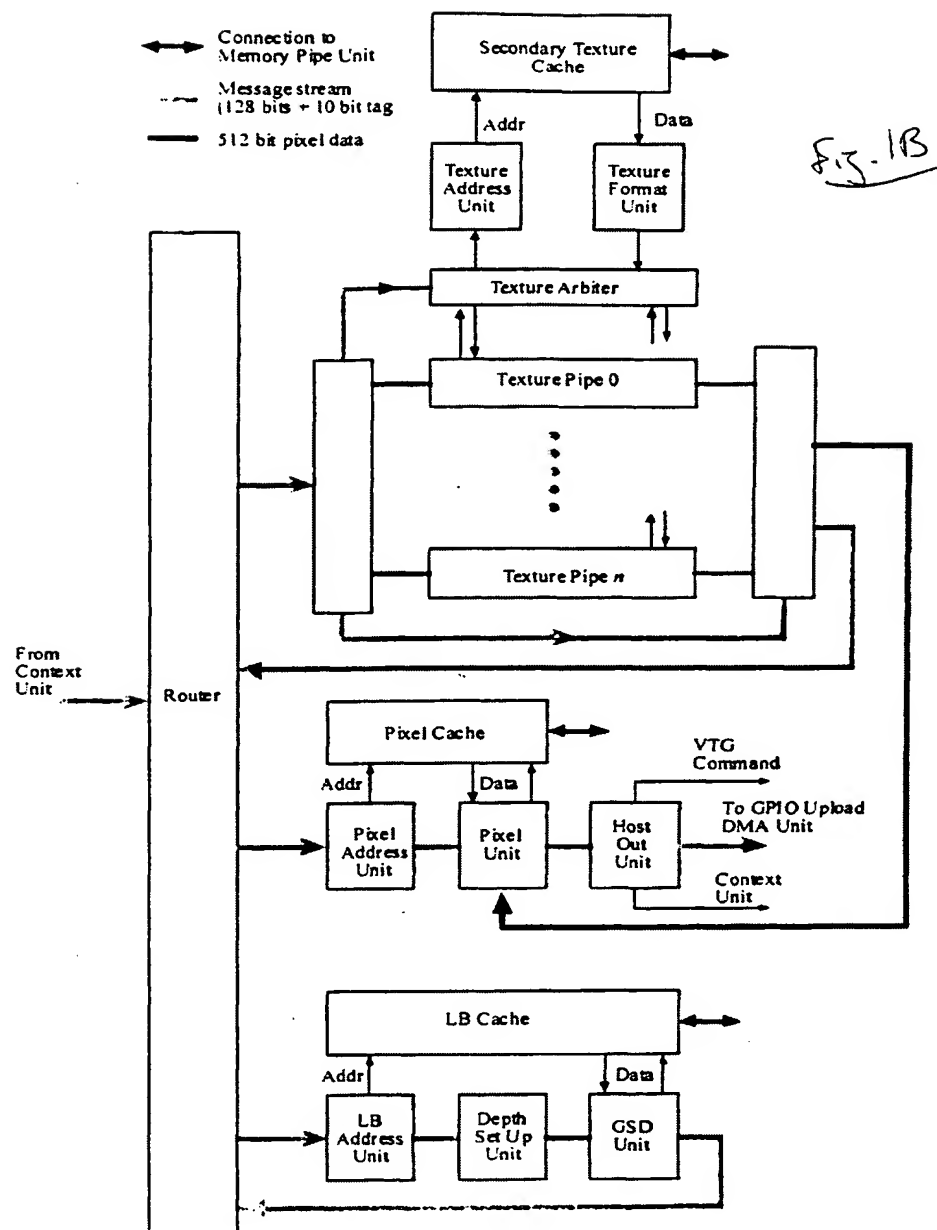 Connection to
Memory Pipe Unit
Message stream
(128 bits + 10 bit tag
512 bit pixel data
Secondary Texture
Cache
Addr
Data
Texture
Address
Unit
Texture
Format
Unit
Fig. 1B
Texture Arbiter
Texture Pipe 0
Texture Pipe n
From
Context
Unit
Router
Pixel Cache
Addr
Data
VTG
Command
Pixel
Address
Unit
Pixel
Unit
Host
Out
Unit
To GPIO Upload
DMA Unit
Context
Unit
LB Cache
Addr
Data
LB
Address
Unit
Depth
Set Up
Unit
GSD
Unit